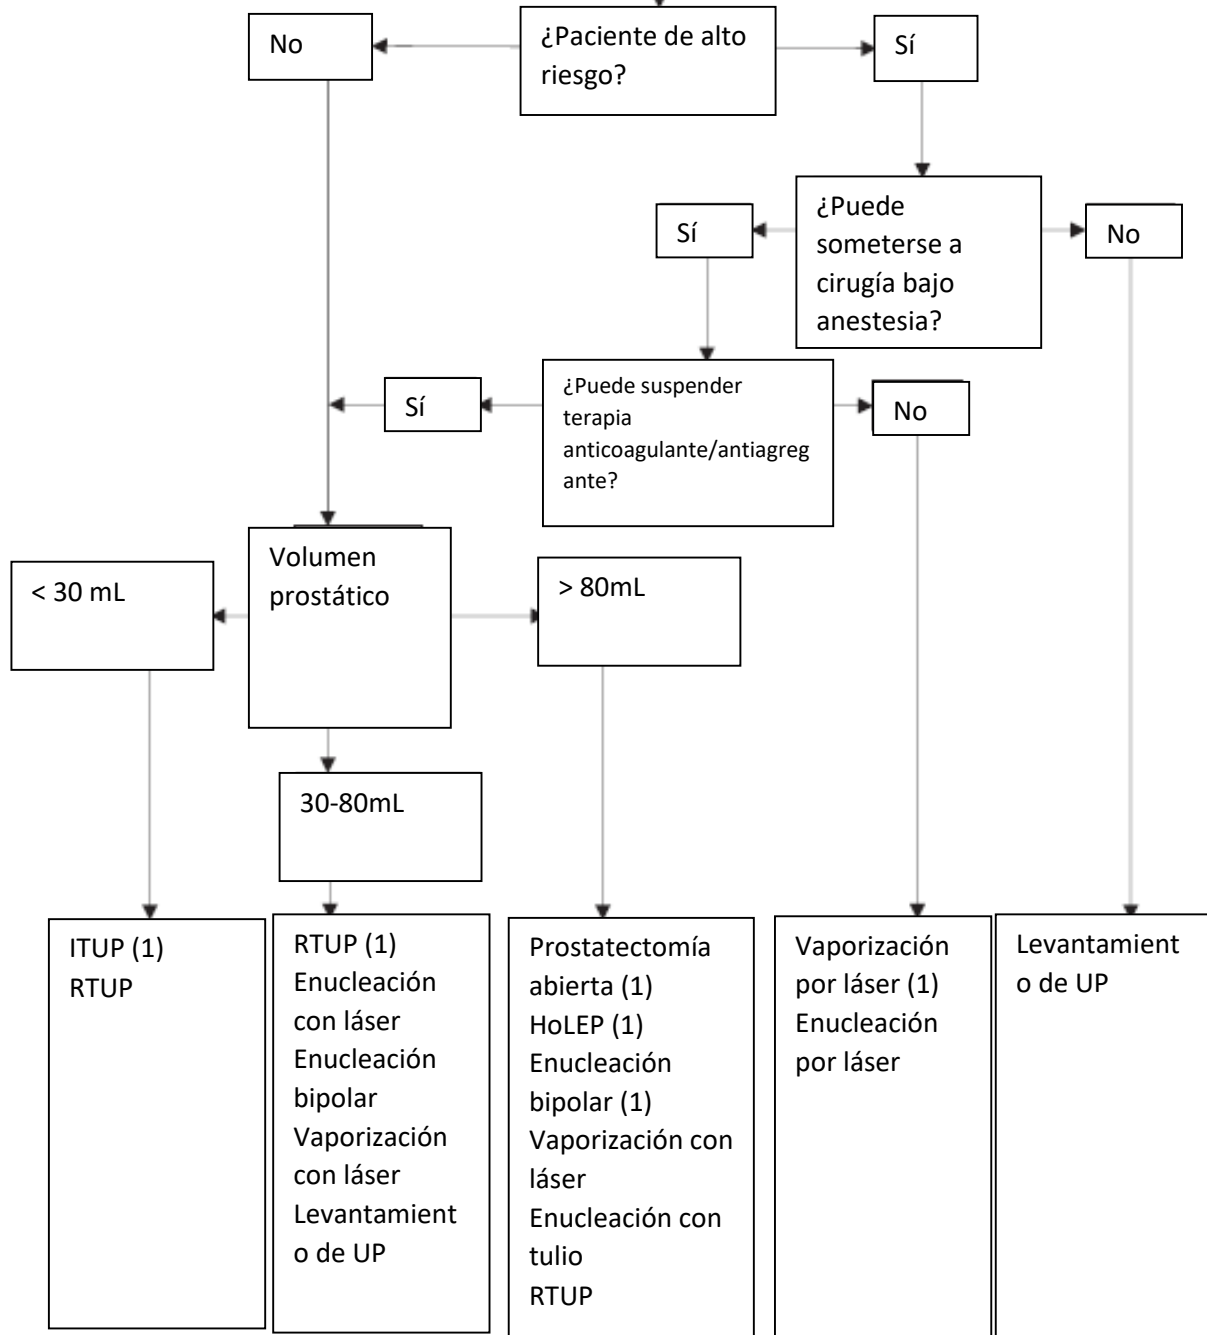 No
¿Paciente de alto
riesgo?
Sí
¿Puede
someterse a
cirugía bajo
anestesia?
Sí
No
¿Puede suspender
terapia
anticoagulante/antiagreg
ante?
Sí
No
Volumen
prostático
< 30 mL
> 80mL
30-80mL
ITUP (1)
RTUP
RTUP (1)
Enucleación
con láser
Enucleación
bipolar
Vaporización
con láser
Levantamient
o de UP
Prostatectomía
abierta (1)
HoLEP (1)
Enucleación
bipolar (1)
Vaporización con
láser
Enucleación con
tulio
RTUP
Vaporización
por láser (1)
Enucleación
por láser
Levantamient
o de UP